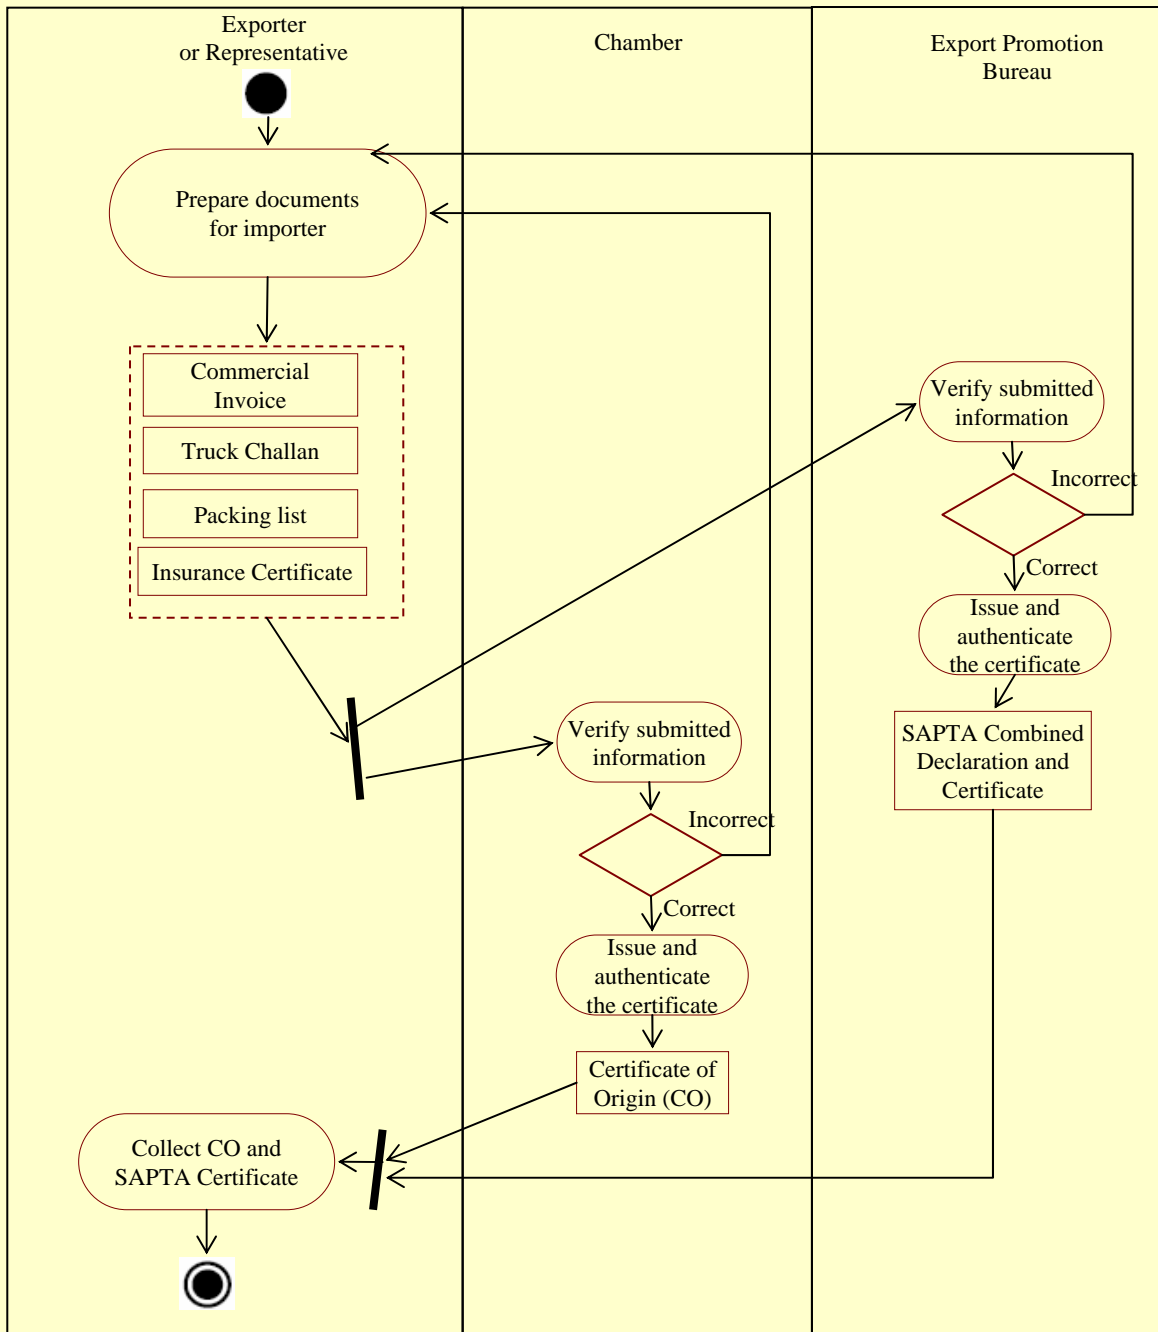 Exporter
or Representative
Chamber
Export Promotion
Bureau
Prepare documents
for importer
Commercial
Invoice
Truck Challan
Packing list
Insurance Certificate
Verify submitted
information
Incorrect
Correct
Issue and
authenticate
the certificate
SAPTA Combined
Declaration and
Certificate
Verify submitted
information
Incorrect
Correct
Issue and
authenticate
the certificate
Certificate of
Origin (CO)
Collect CO and
SAPTA Certificate